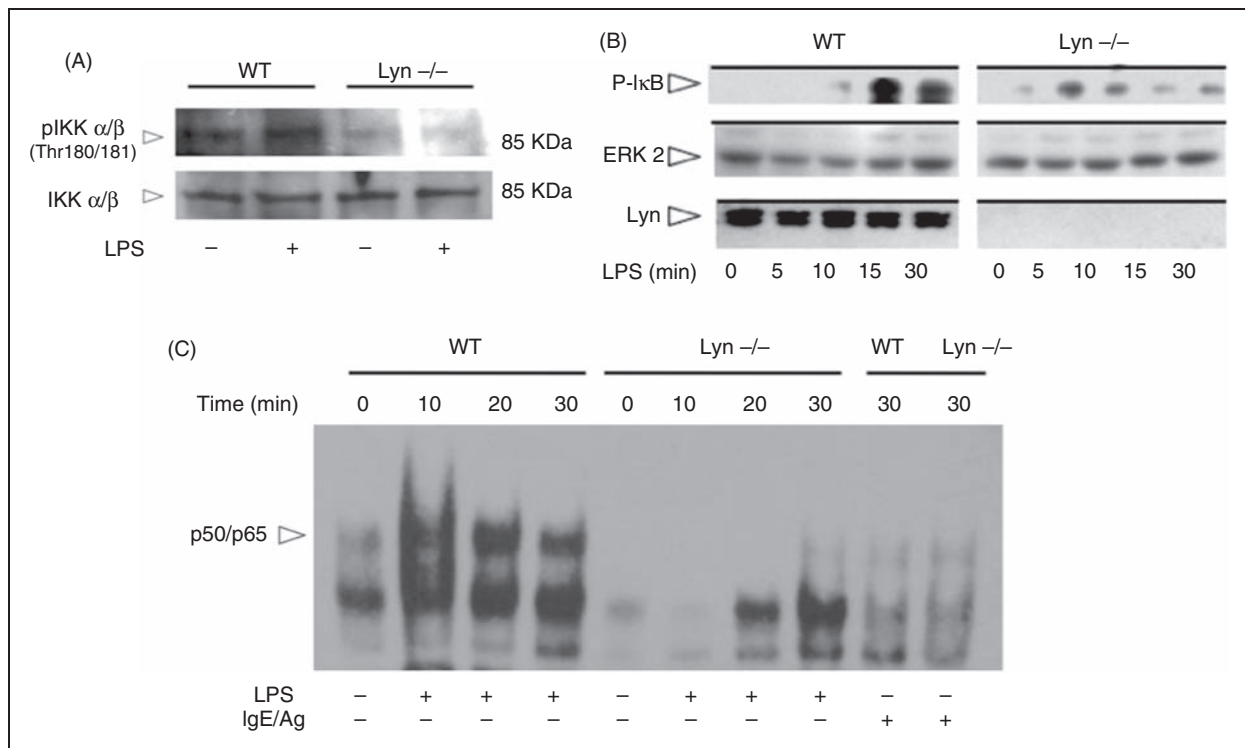 (A)
WT Lyn –/–
pIKK α/β
(Thr180/181)
85 KDa
IKK α/β
85 KDa
LPS – + – +
(B)
WT Lyn –/–
P-IκB
ERK 2
Lyn
LPS (min) 0 5 10 15 30 0 5 10 15 30
(C)
WT Lyn –/– WT Lyn –/–
Time (min) 0 10 20 30 0 10 20 30 30 30
p50/p65
LPS – + + + – + + + – –
IgE/Ag – – – – – – – – + +